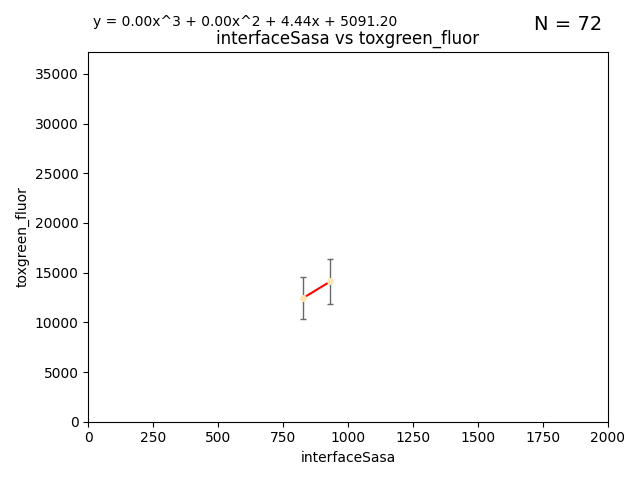 y = 0.00x^3 + 0.00x^2 + 4.44x + 5091.20
N = 72
interfaceSasa vs toxgreen_fluor
35000
30000
25000
20000
15000
10000
5000
0
toxgreen_fluor
0 250 500 750 1000 1250 1500 1750 2000
interfaceSasa